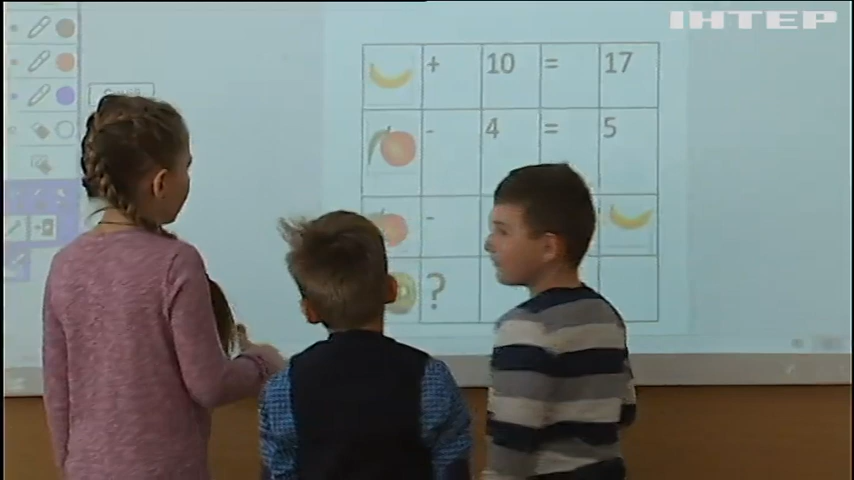 ІНТЕР
+ 10 = 17
- 4 = 5
-
?